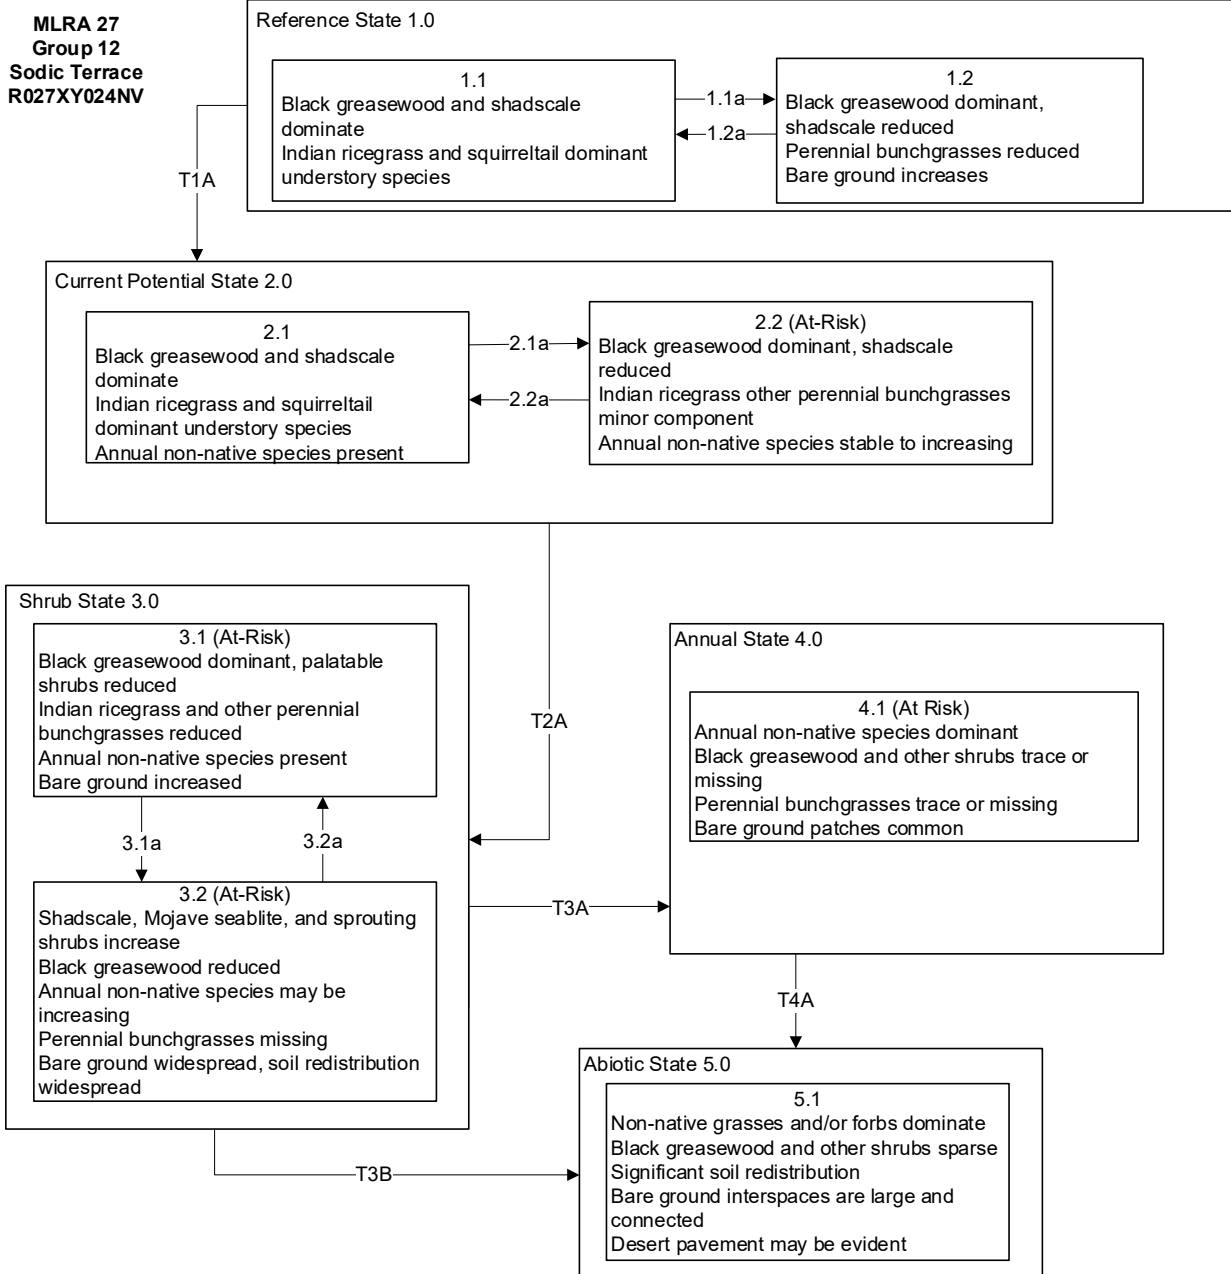 MLRA 27
Group 12
Sodic Terrace
R027XY024NV
Reference State 1.0
1.1
Black greasewood and shadscale
dominate
Indian ricegrass and squirreltail dominant
understory species
1.1a
1.2a
1.2
Black greasewood dominant,
shadscale reduced
Perennial bunchgrasses reduced
Bare ground increases
T1A
Current Potential State 2.0
2.1
Black greasewood and shadscale
dominate
Indian ricegrass and squirreltail
dominant understory species
Annual non-native species present
2.1a
2.2a
2.2 (At-Risk)
Black greasewood dominant, shadscale
reduced
Indian ricegrass other perennial bunchgrasses
minor component
Annual non-native species stable to increasing
T2A
Shrub State 3.0
3.1 (At-Risk)
Black greasewood dominant, palatable
shrubs reduced
Indian ricegrass and other perennial
bunchgrasses reduced
Annual non-native species present
Bare ground increased
3.1a
3.2a
3.2 (At-Risk)
Shadscale, Mojave seablite, and sprouting
shrubs increase
Black greasewood reduced
Annual non-native species may be
increasing
Perennial bunchgrasses missing
Bare ground widespread, soil redistribution
widespread
T3A
Annual State 4.0
4.1 (At Risk)
Annual non-native species dominant
Black greasewood and other shrubs trace or
missing
Perennial bunchgrasses trace or missing
Bare ground patches common
T4A
T3B
Abiotic State 5.0
5.1
Non-native grasses and/or forbs dominate
Black greasewood and other shrubs sparse
Significant soil redistribution
Bare ground interspaces are large and
connected
Desert pavement may be evident